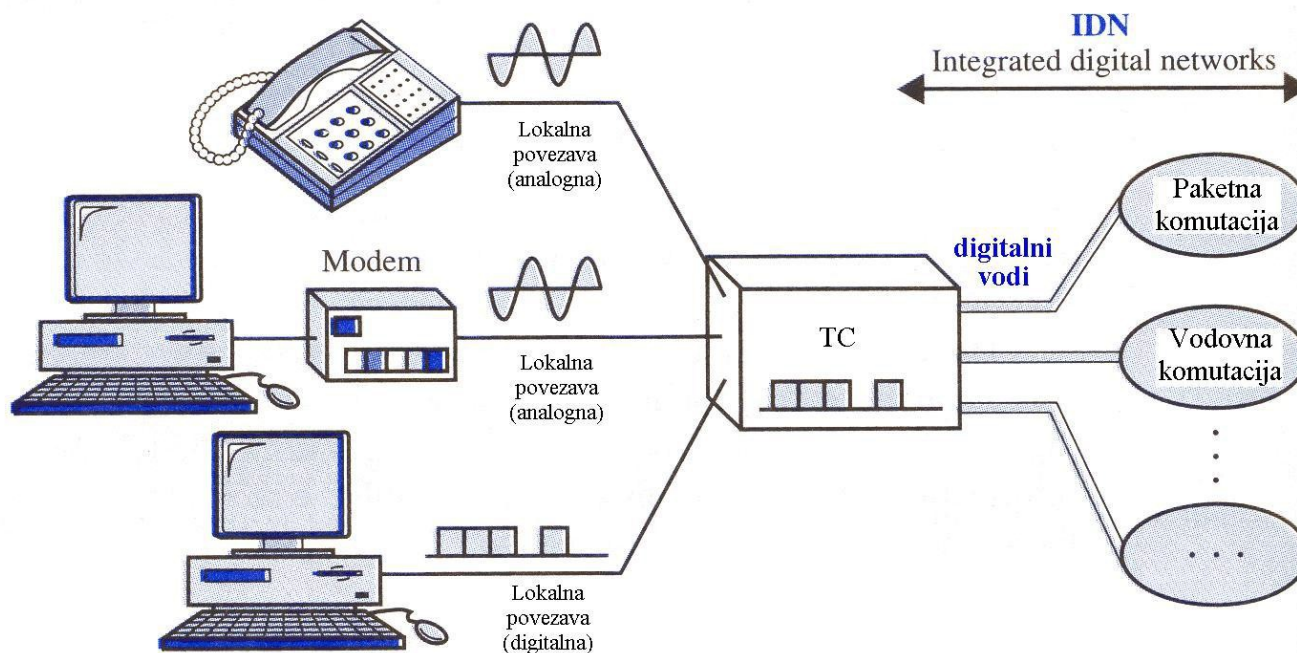 IDN
Integrated digital networks
Lokalna
povezava
(analogna)
Modem
Lokalna
povezava
(analogna)
Lokalna
povezava
(digitalna)
TC
digitalni
vodi
Paketna
komutacija
Vodovna
komutacija
. . .